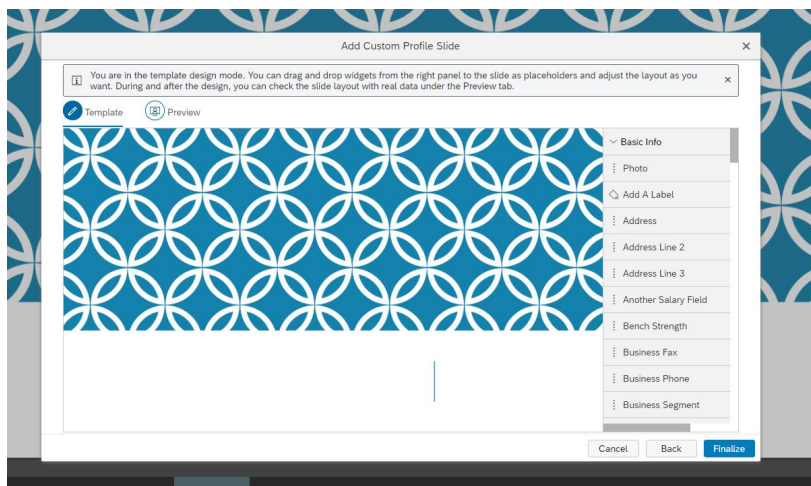 Add Custom Profile Slide
You are in the template design mode. You can drag and drop widgets from the right panel to the slide as placeholders and adjust the layout as you
want. During and after the design, you can check the slide layout with real data under the Preview tab.
Template
Preview
Basic Info
Photo
Add A Label
Address
Address Line 2
Address Line 3
Another Salary Field
Bench Strength
Business Fax
Business Phone
Business Segment
Cancel
Back
Finalize